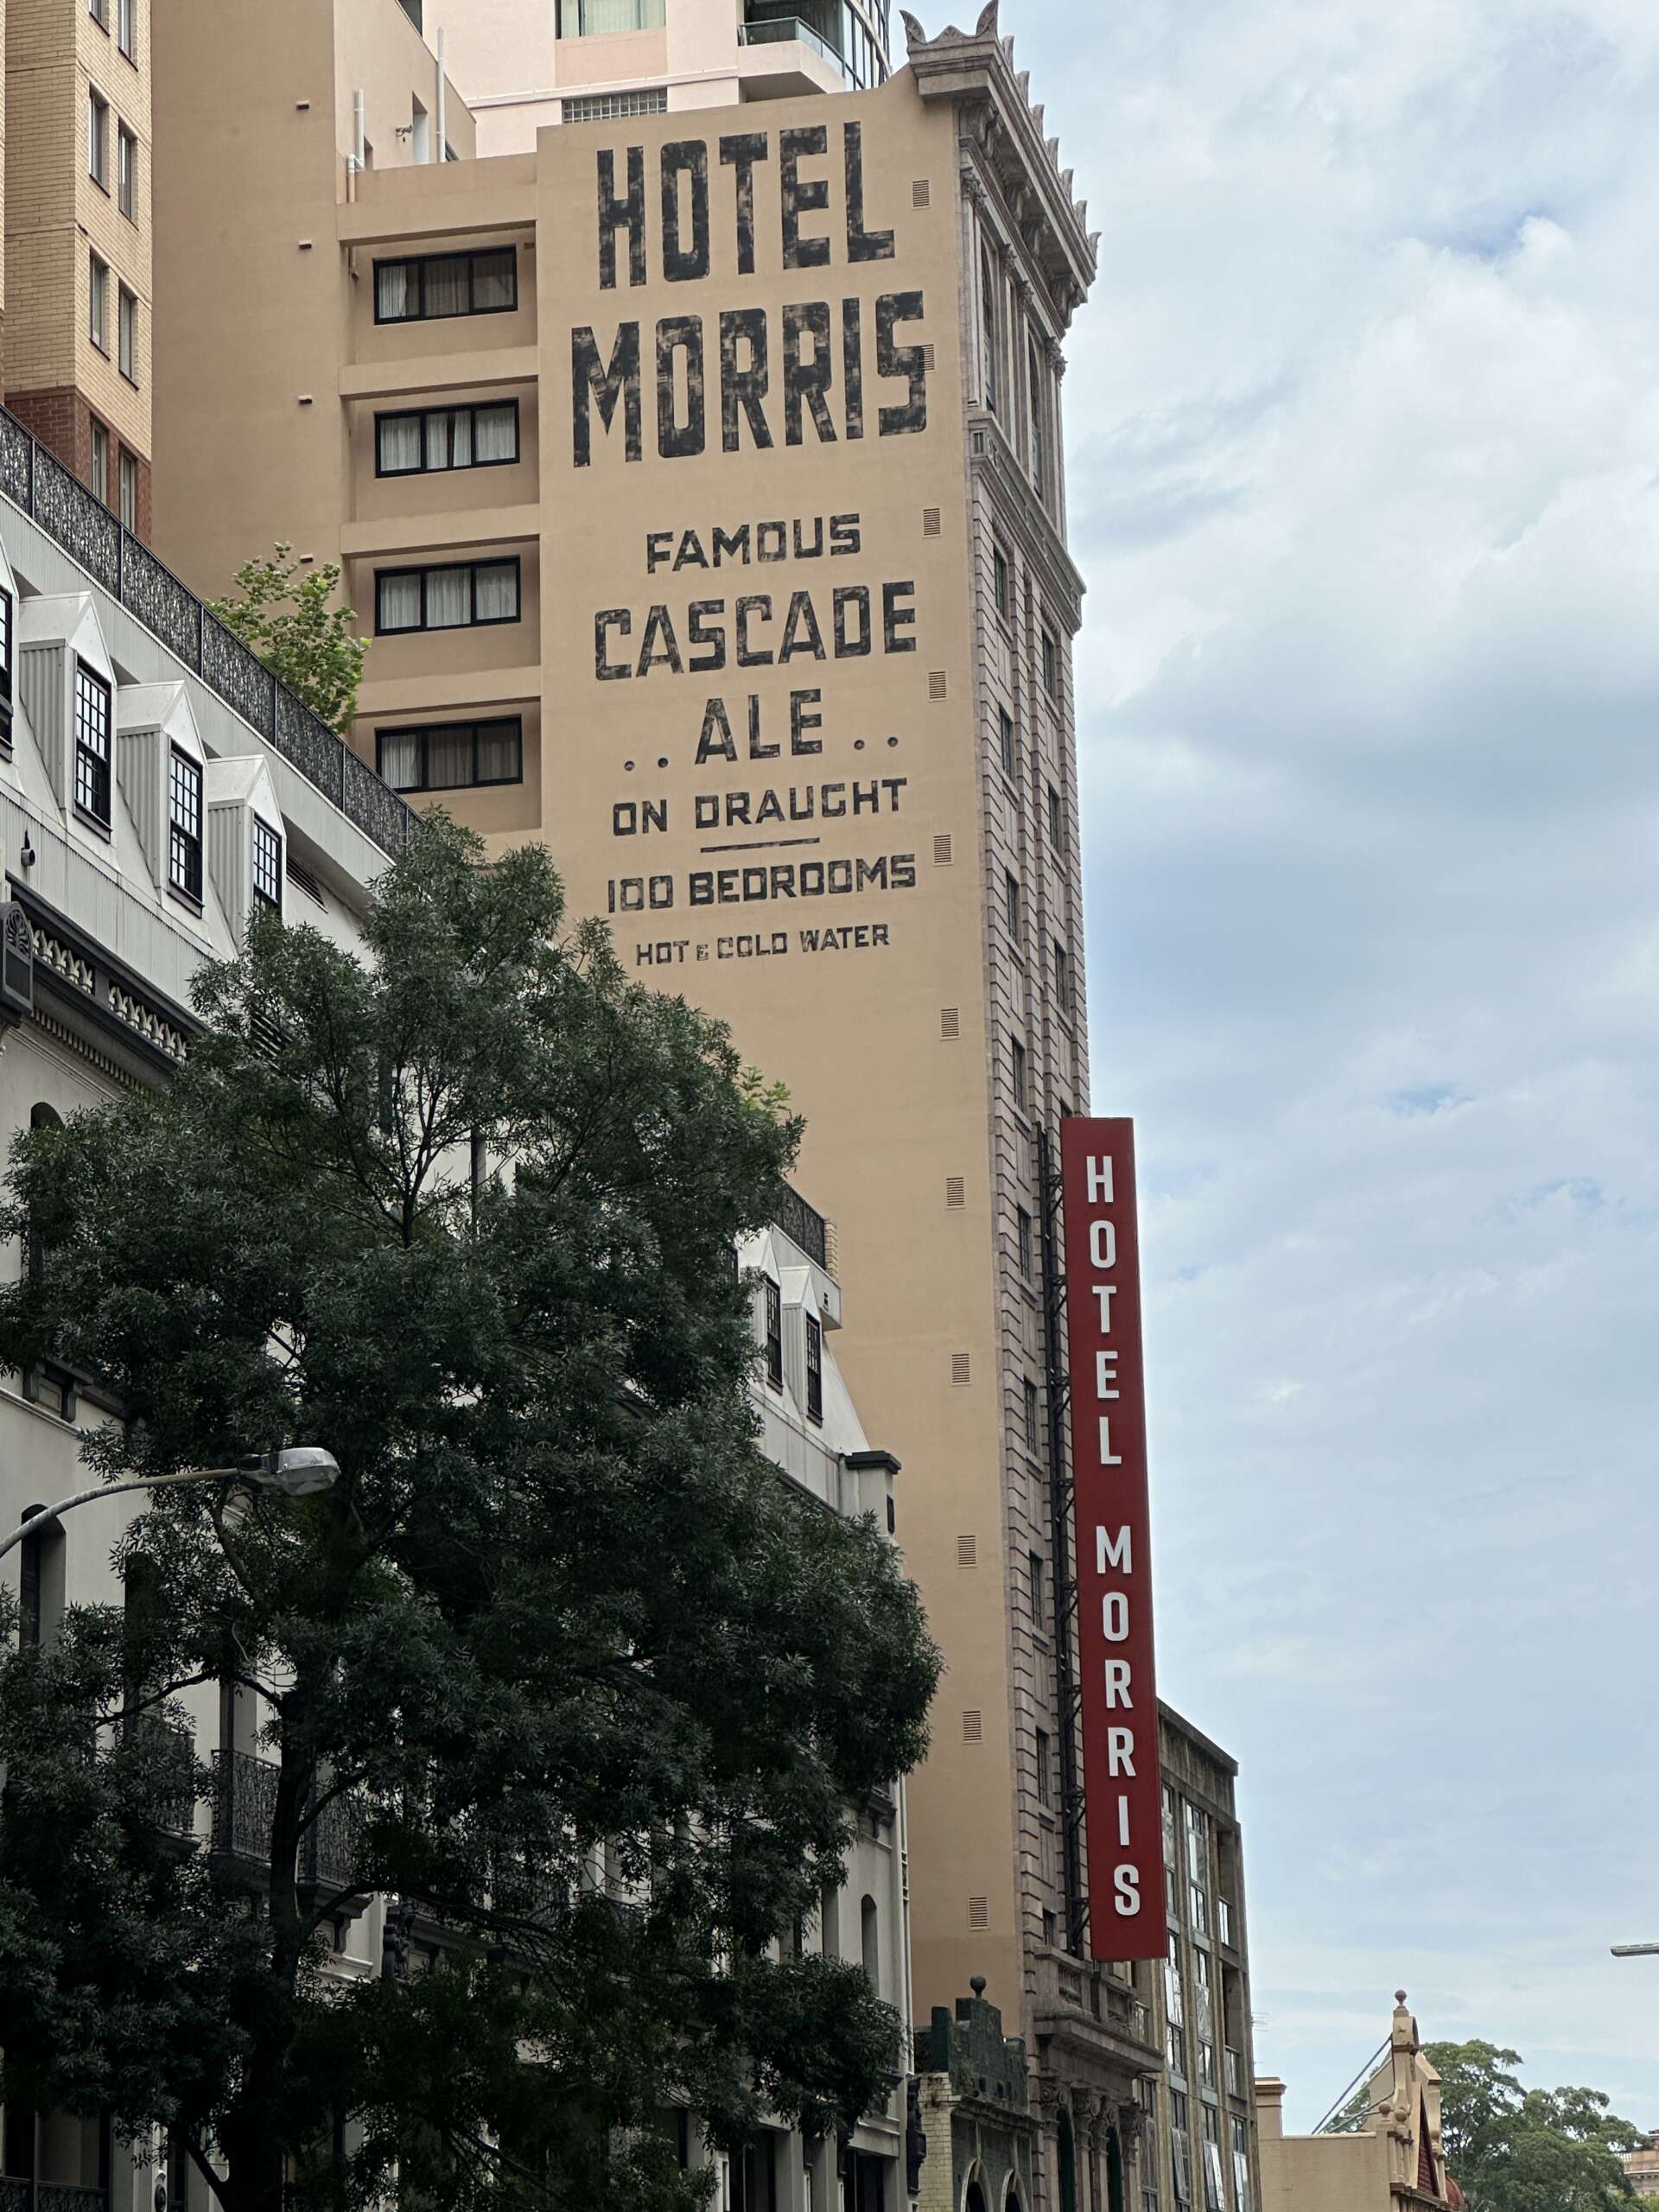 HOTEL
MORRIS
FAMOUS
CASCADE
.. ALE ..
ON DRAUGHT
100 BEDROOMS
HOT & COLD WATER
HOTEL MORRIS